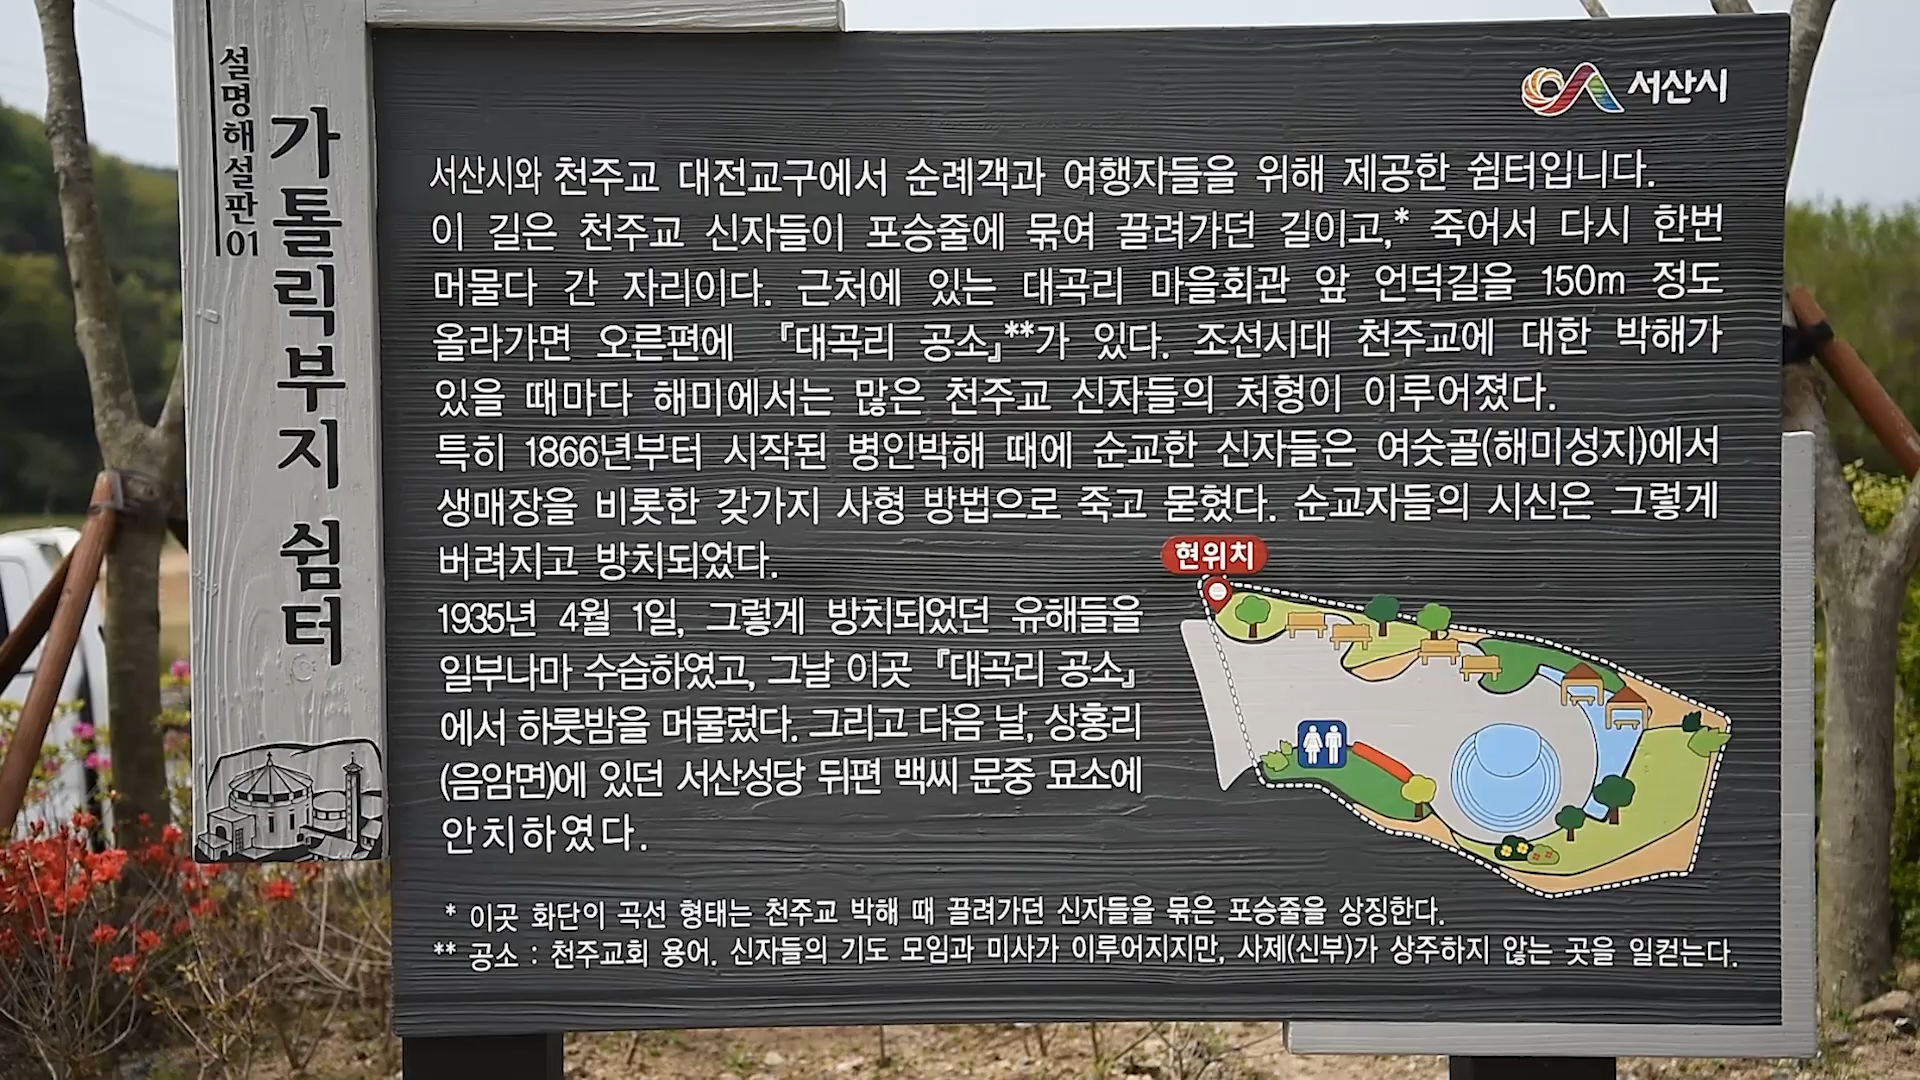 설명해설판01
가톨릭부지 쉼터
서산시
서산시와 천주교 대전교구에서 순례객과 여행자들을 위해 제공한 쉼터입니다.
이 길은 천주교 신자들이 포승줄에 묶여 끌려가던 길이고,* 죽어서 다시 한번
머물다 간 자리이다. 근처에 있는 대곡리 마을회관 앞 언덕길을 150m 정도
올라가면 오른편에 『대곡리 공소』**가 있다. 조선시대 천주교에 대한 박해가
있을 때마다 해미에서는 많은 천주교 신자들의 처형이 이루어졌다.
특히 1866년부터 시작된 병인박해 때에 순교한 신자들은 여숫골(해미성지)에서
생매장을 비롯한 갖가지 사형 방법으로 죽고 묻혔다. 순교자들의 시신은 그렇게
버려지고 방치되었다.
현위치
1935년 4월 1일, 그렇게 방치되었던 유해들을
일부나마 수습하였고, 그날 이곳 『대곡리 공소』
에서 하룻밤을 머물렀다. 그리고 다음 날, 상홍리
(음암면)에 있던 서산성당 뒤편 백씨 문중 묘소에
안치하였다.
* 이곳 화단의 곡선 형태는 천주교 박해 때 끌려가던 신자들을 묶은 포승줄을 상징한다.
** 공소 : 천주교회 용어. 신자들의 기도 모임과 미사가 이루어지지만, 사제(신부)가 상주하지 않는 곳을 일컫는다.